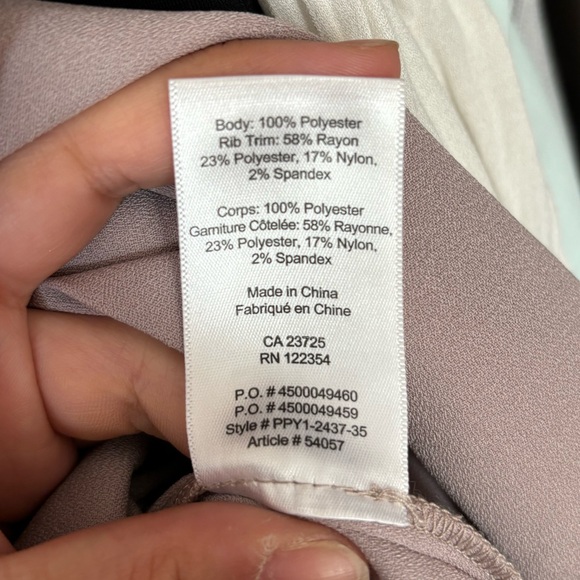 Body: 100% Polyester
Rib Trim: 58% Rayon
23% Polyester, 17% Nylon,
2% Spandex
Corps: 100% Polyester
Garniture Côtelée: 58% Rayonne,
23% Polyester, 17% Nylon,
2% Spandex
Made in China
Fabriqué en Chine
CA 23725
RN 122354
P.O. # 4500049460
P.O. # 4500049459
Style # PPY1-2437-35
Article # 54057